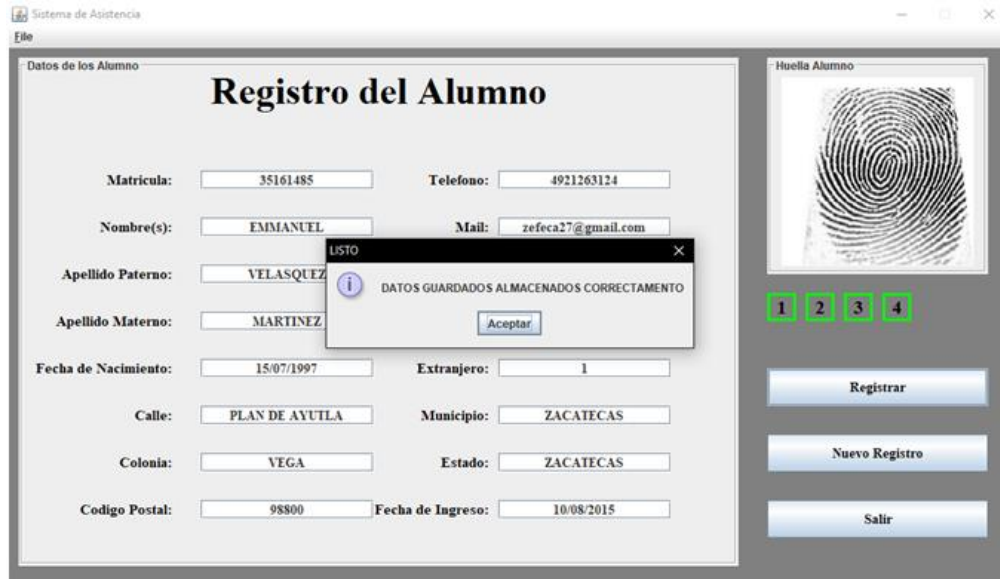 Sistema de Asistencia
File
Datos de los Alumno
Registro del Alumno
Matricula: 35161485 Telefono: 4921263124
Nombre(s): EMMANUEL Mail: zefeca27@gmail.com
LISTO
Apellido Paterno: VELASQUEZ
DATOS GUARDADOS ALMACENADOS CORRECTAMENTO
Aceptar
Apellido Materno: MARTINEZ
Fecha de Nacimiento: 15/07/1997 Extranjero: 1
Calle: PLAN DE AYUTLA Municipio: ZACATECAS
Colonia: VEGA Estado: ZACATECAS
Codigo Postal: 98800 Fecha de Ingreso: 10/08/2015
Huella Alumno
1 2 3 4
Registrar
Nuevo Registro
Salir